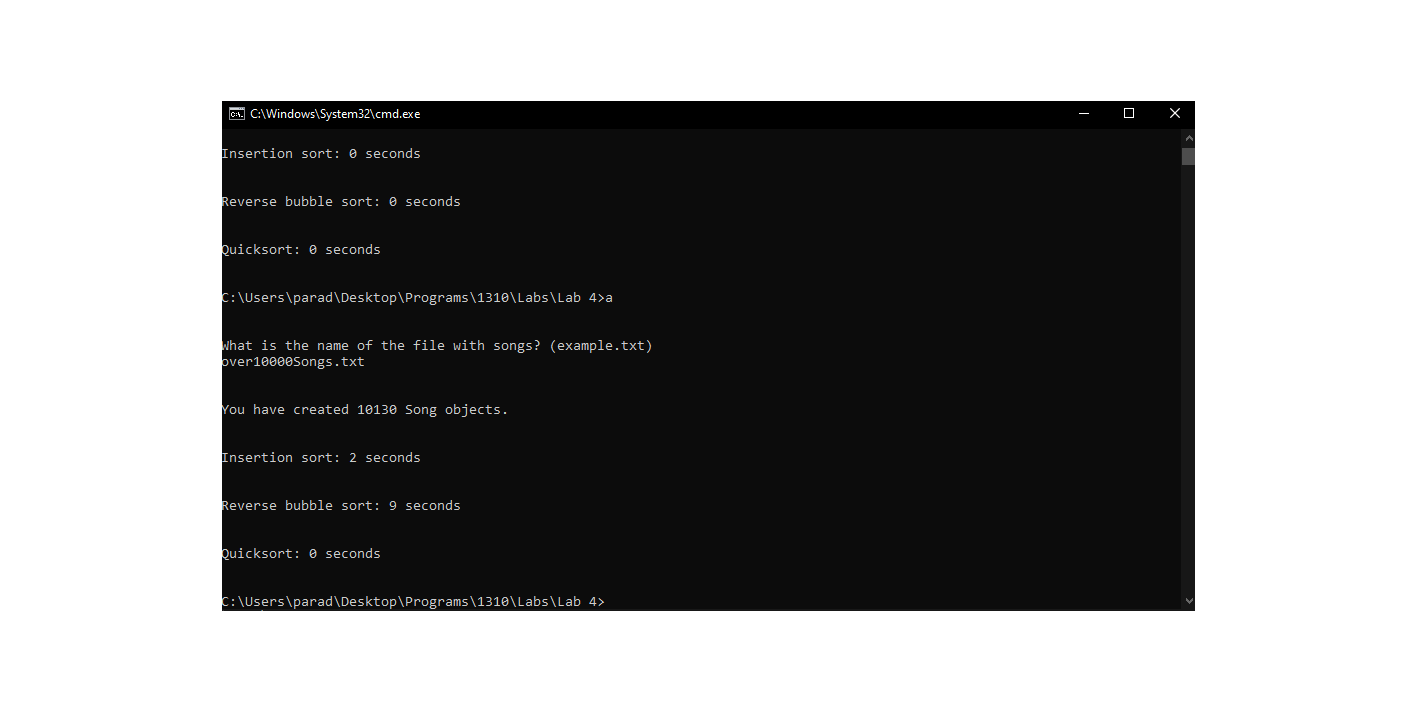 C:\Windows\System32\cmd.exe
Insertion sort: 0 seconds
Reverse bubble sort: 0 seconds
Quicksort: 0 seconds
C:\Users\parad\Desktop\Programs\1310\Labs\Lab 4>a
What is the name of the file with songs? (example.txt)
over10000Songs.txt
You have created 10130 Song objects.
Insertion sort: 2 seconds
Reverse bubble sort: 9 seconds
Quicksort: 0 seconds
C:\Users\parad\Desktop\Programs\1310\Labs\Lab 4>